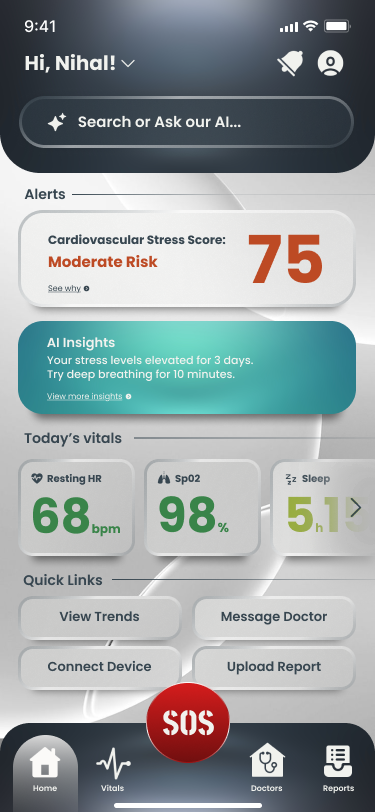 9:41
Hi, Nihal!
Search or Ask our AI...
Alerts
Cardiovascular Stress Score:
Moderate Risk
75
See why
AI Insights
Your stress levels elevated for 3 days.
Try deep breathing for 10 minutes.
View more insights
Today's vitals
Resting HR
68 bpm
Sp02
98 %
zzz Sleep
5h 15
Quick Links
View Trends
Message Doctor
Connect Device
Upload Report
SOS
Home
Vitals
Doctors
Reports